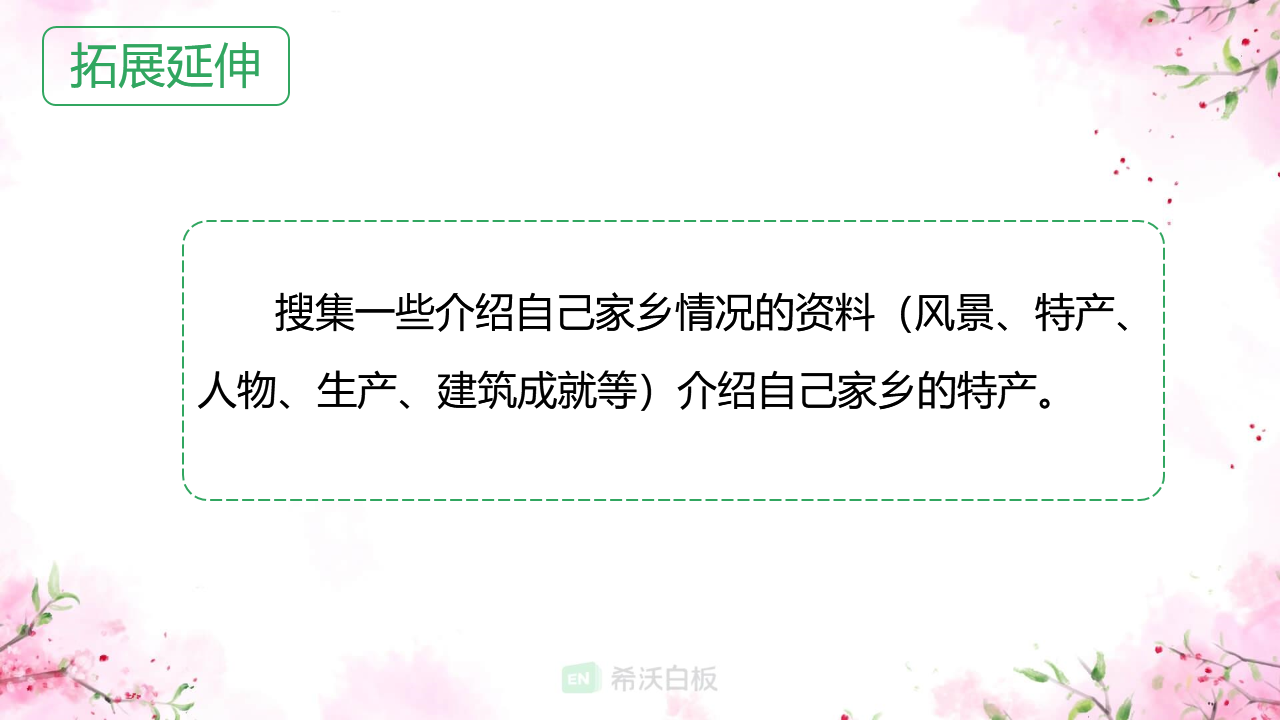 拓展延伸
搜集一些介绍自己家乡情况的资料（风景、特产、
人物、生产、建筑成就等）介绍自己家乡的特产。
EN 希沃白板